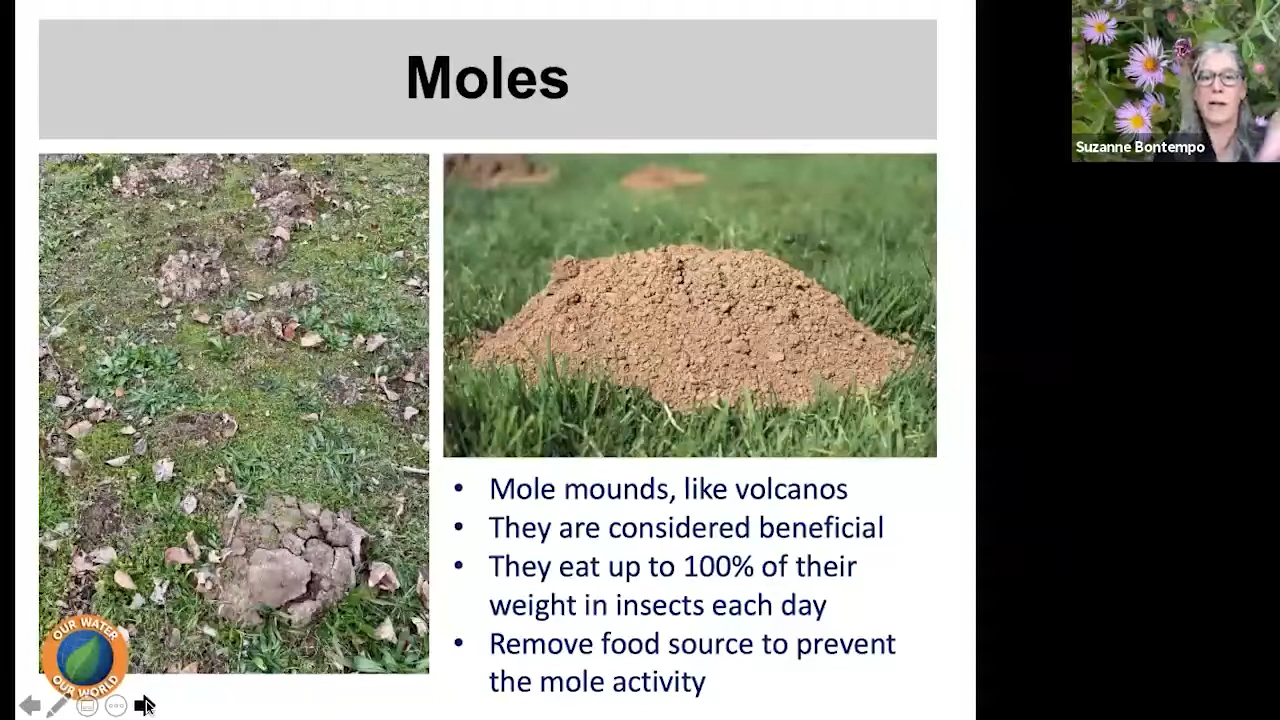 Moles
Suzanne Bontempo
• Mole mounds, like volcanos
• They are considered beneficial
• They eat up to 100% of their
weight in insects each day
• Remove food source to prevent
the mole activity
OUR WATER
OUR WORLD